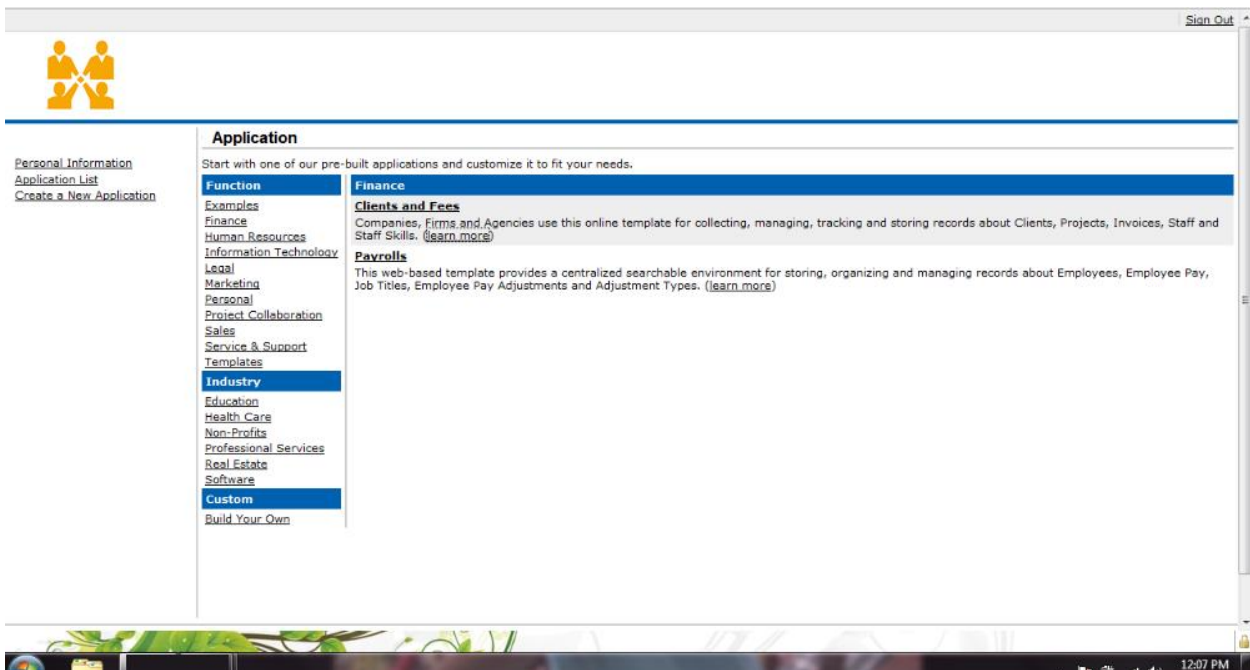 Sign Out
Application
Personal Information
Application List
Create a New Application
Start with one of our pre-built applications and customize it to fit your needs.
Function
Examples
Finance
Human Resources
Information Technology
Legal
Marketing
Personal
Project Collaboration
Sales
Service & Support
Templates
Industry
Education
Health Care
Non-Profits
Professional Services
Real Estate
Software
Custom
Build Your Own
Finance
Clients and Fees
Companies, Firms and Agencies use this online template for collecting, managing, tracking and storing records about Clients, Projects, Invoices, Staff and
Staff Skills. (learn more)
Payrolls
This web-based template provides a centralized searchable environment for storing, organizing and managing records about Employees, Employee Pay,
Job Titles, Employee Pay Adjustments and Adjustment Types. (learn more)
12:07 PM